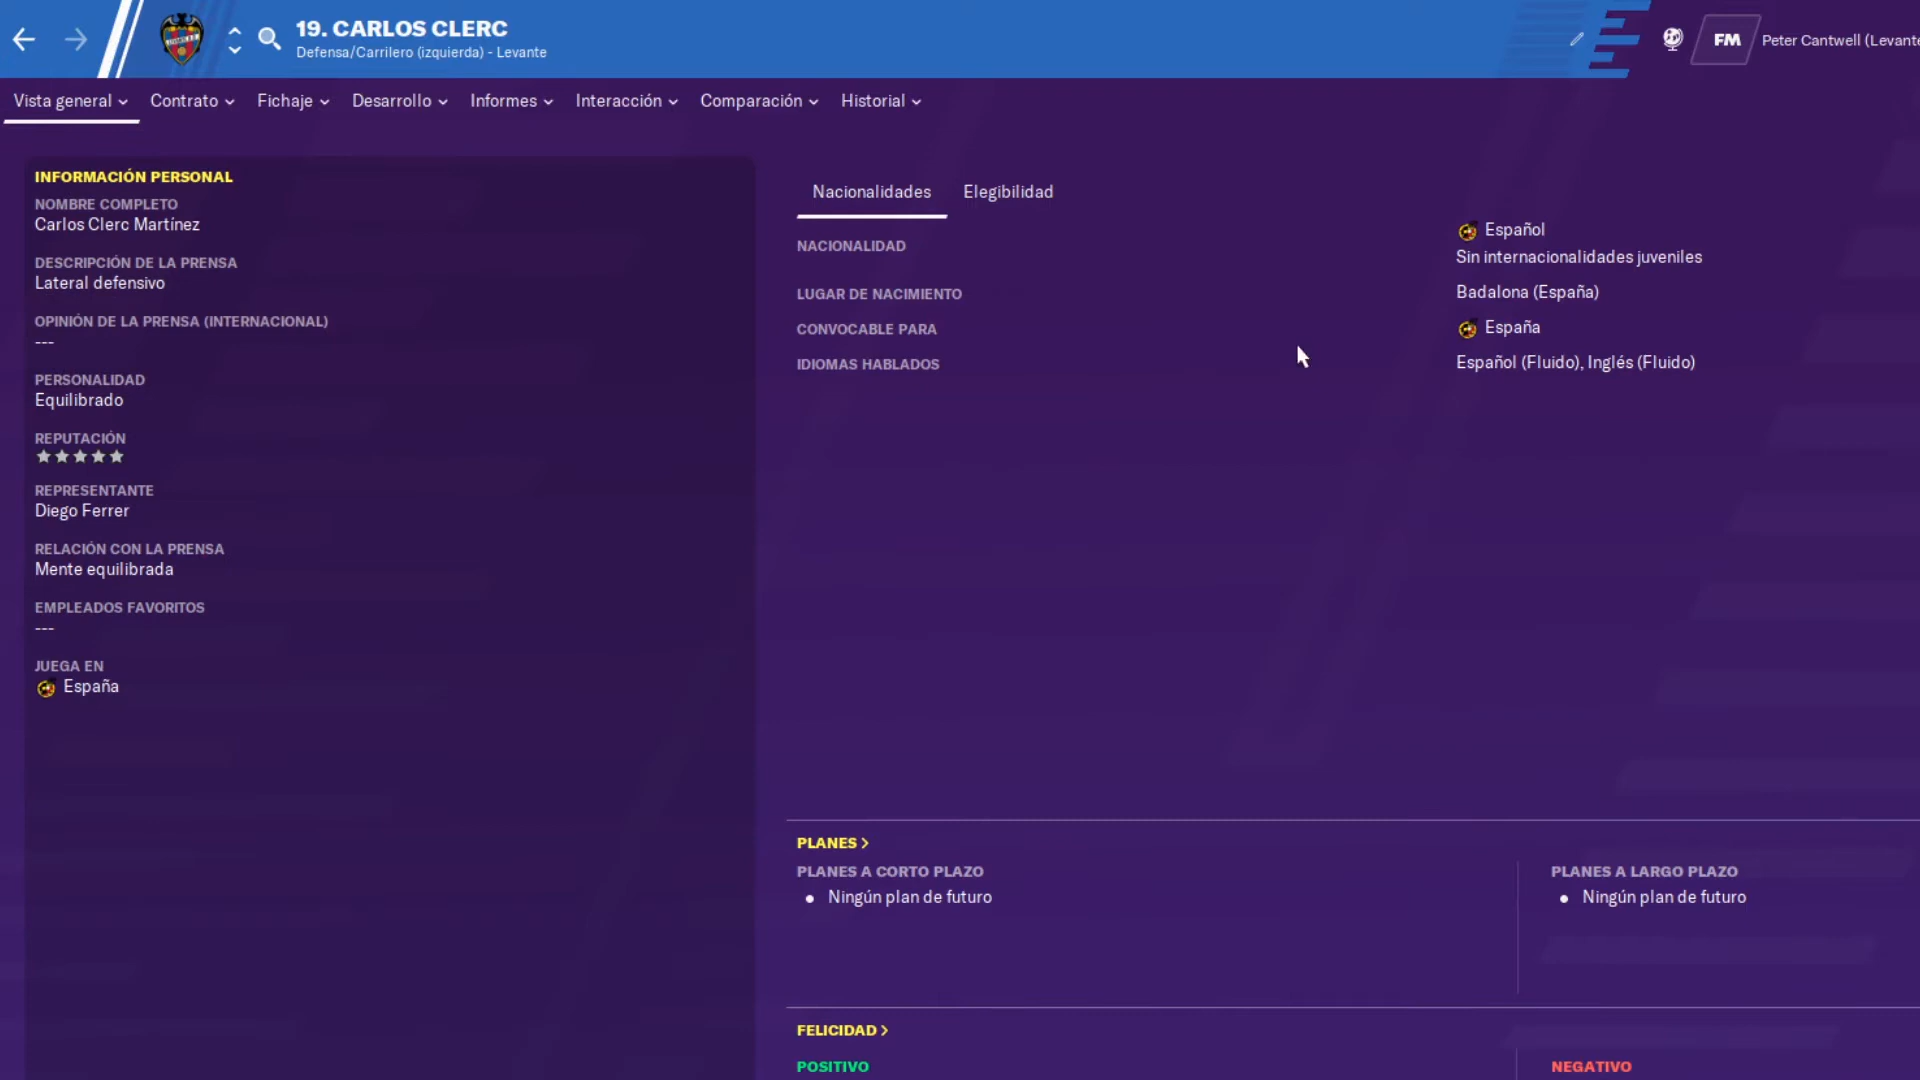 19. CARLOS CLERC
Defensa/Carrilero (izquierda) - Levante
FM
Peter Cantwell (Levante
Vista general
Contrato
Fichaje
Desarrollo
Informes
Interacción
Comparación
Historial
INFORMACIÓN PERSONAL
NOMBRE COMPLETO
Carlos Clerc Martínez
DESCRIPCIÓN DE LA PRENSA
Lateral defensivo
OPINIÓN DE LA PRENSA (INTERNACIONAL)
---
PERSONALIDAD
Equilibrado
REPUTACIÓN
REPRESENTANTE
Diego Ferrer
RELACIÓN CON LA PRENSA
Mente equilibrada
EMPLEADOS FAVORITOS
---
JUEGA EN
España
Nacionalidades
Elegibilidad
NACIONALIDAD
Español
Sin internacionalidades juveniles
LUGAR DE NACIMIENTO
Badalona (España)
CONVOCABLE PARA
España
IDIOMAS HABLADOS
Español (Fluido), Inglés (Fluido)
PLANES >
PLANES A CORTO PLAZO
• Ningún plan de futuro
PLANES A LARGO PLAZO
• Ningún plan de futuro
FELICIDAD >
POSITIVO
NEGATIVO